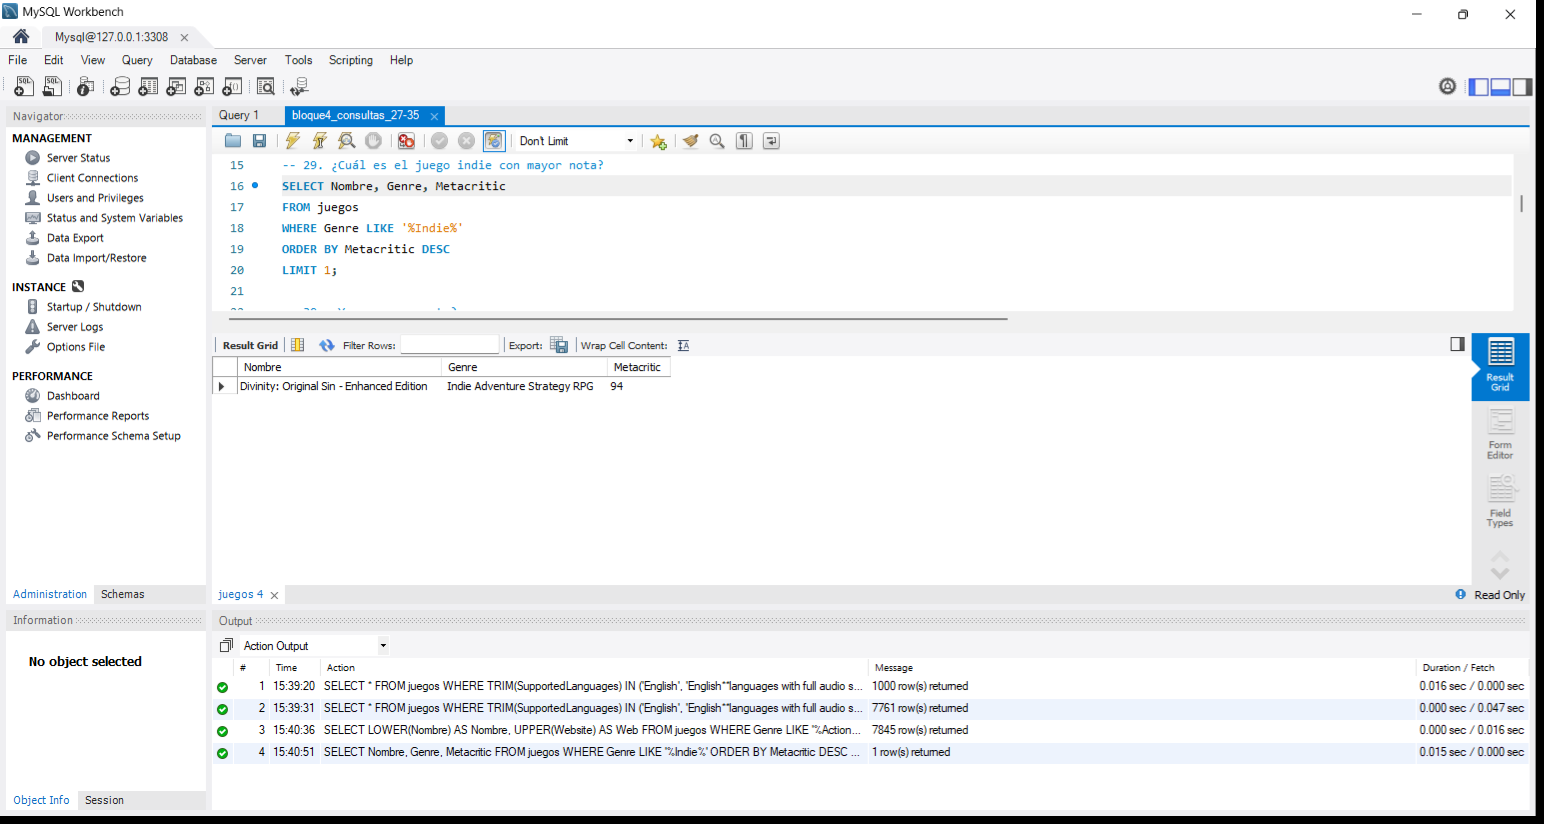 MySQL Workbench
Mysql@127.0.0.1:3308
File Edit View Query Database Server Tools Scripting Help
Navigator
MANAGEMENT
Server Status
Client Connections
Users and Privileges
Status and System Variables
Data Export
Data Import/Restore
INSTANCE
Startup / Shutdown
Server Logs
Options File
PERFORMANCE
Dashboard
Performance Reports
Performance Schema Setup
Administration Schemas
Information
No object selected
Object Info Session
Query 1 bloque4_consultas_27-35
Don't Limit
15 -- 29. ¿Cuál es el juego indie con mayor nota?
16 SELECT Nombre, Genre, Metacritic
17 FROM juegos
18 WHERE Genre LIKE '%Indie%'
19 ORDER BY Metacritic DESC
20 LIMIT 1;
21
Result Grid Filter Rows: Export: Wrap Cell Content:
Nombre Genre Metacritic
Divinity: Original Sin - Enhanced Edition Indie Adventure Strategy RPG 94
Result
Grid
Form
Editor
Field
Types
juegos 4 Read Only
Output
Action Output
# Time Action Message Duration / Fetch
1 15:39:20 SELECT * FROM juegos WHERE TRIM(SupportedLanguages) IN ('English', 'English**languages with full audio s... 1000 row(s) returned 0.016 sec / 0.000 sec
2 15:39:31 SELECT * FROM juegos WHERE TRIM(SupportedLanguages) IN ('English', 'English**languages with full audio s... 7761 row(s) returned 0.000 sec / 0.047 sec
3 15:40:36 SELECT LOWER(Nombre) AS Nombre, UPPER(Website) AS Web FROM juegos WHERE Genre LIKE '%Action... 7845 row(s) returned 0.000 sec / 0.016 sec
4 15:40:51 SELECT Nombre, Genre, Metacritic FROM juegos WHERE Genre LIKE '%Indie%' ORDER BY Metacritic DESC ... 1 row(s) returned 0.015 sec / 0.000 sec